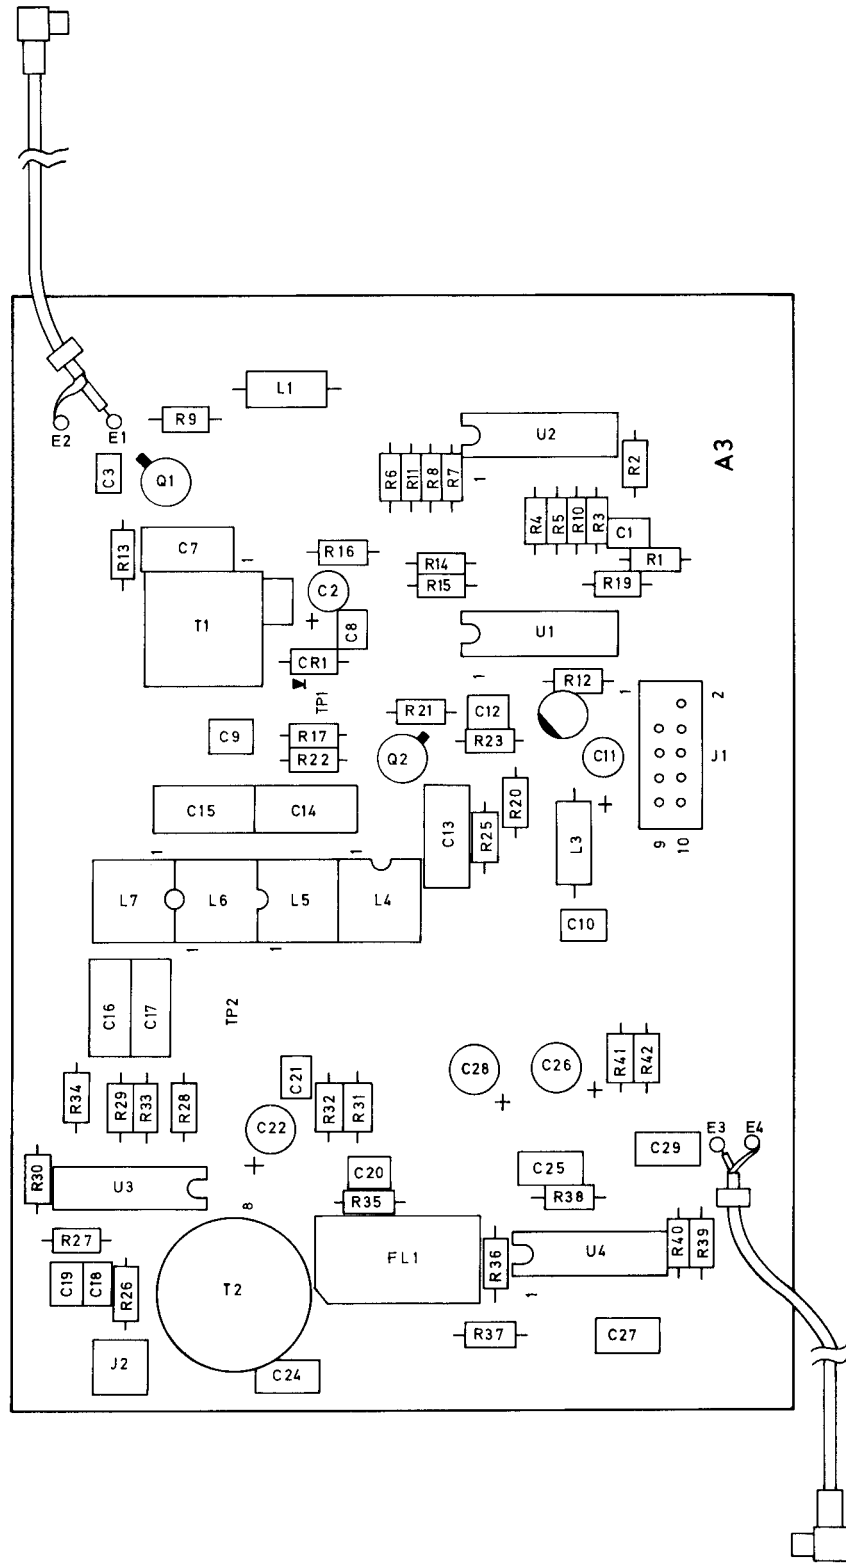 L1
R9
E2
E1
U2
A3
R2
C3
Q1
R6
R11
R8
R7
1
R4
R5
R10
R3
C1
R13
C7
1
R16
R14
R1
R15
R19
C2
T1
+
C8
U1
CR1
TP1
1
R12
1
2
R21
C12
C9
R17
R23
R22
Q2
C11
J1
+
C15
C14
C13
R25
R20
L3
9
10
1
1
L7
L6
L5
L4
C10
1
1
C16
C17
TP2
R34
R29
R33
R28
C21
R32
R31
C28
+
C26
+
R41
R42
C22
+
E3
E4
C29
R30
U3
C20
C25
R35
R38
8
R27
FL1
R36
U4
R40
R39
C19
C18
R26
T2
1
R37
C27
J2
C24